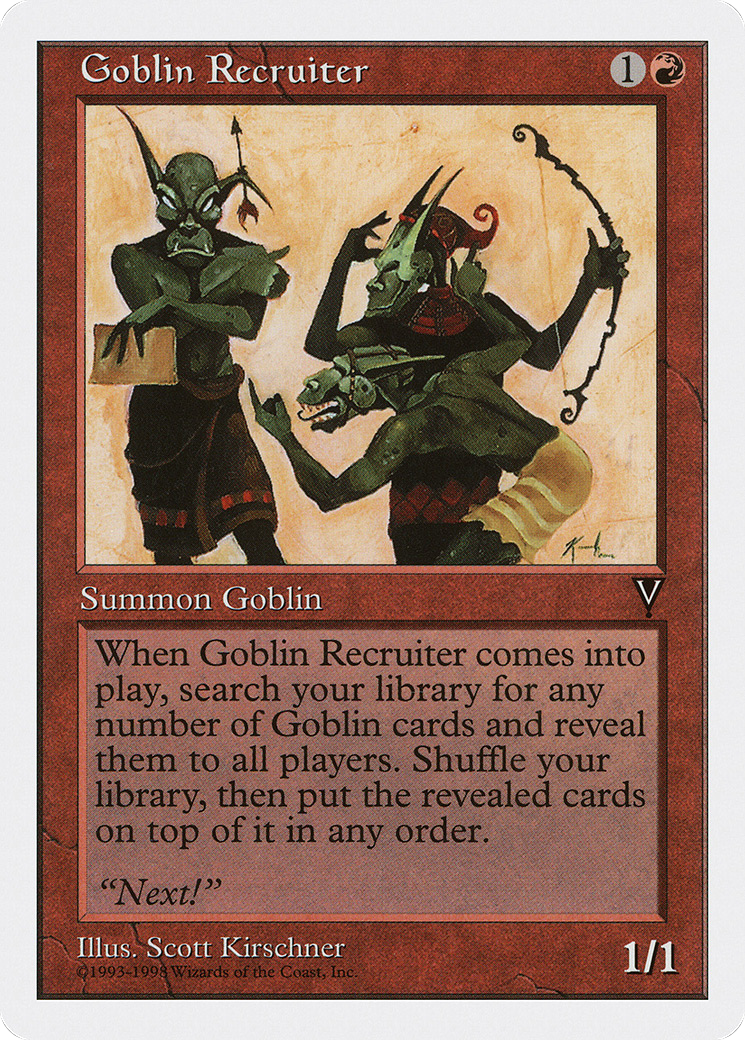 Goblin Recruiter 1
Summon Goblin V
When Goblin Recruiter comes into
play, search your library for any
number of Goblin cards and reveal
them to all players. Shuffle your
library, then put the revealed cards
on top of it in any order.
“Next!”
Illus. Scott Kirschner
©1993-1998 Wizards of the Coast, Inc.
1/1